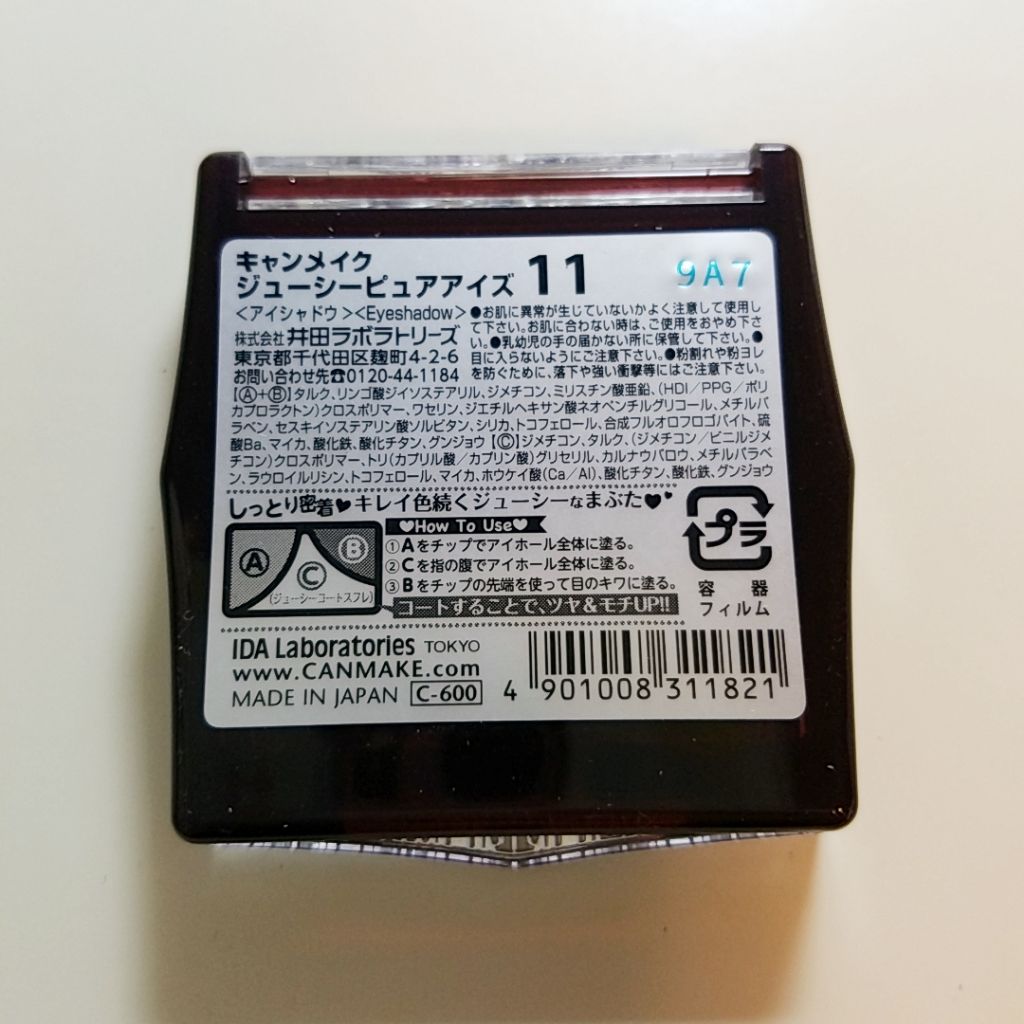 キャンメイク
ジューシーピュアアイズ 11
9A7
＜アイシャドウ＞＜Eyeshadow＞
株式会社 井田ラボラトリーズ
東京都千代田区麹町4-2-6
お問い合わせ先☎0120-44-1184
●お肌に異常が生じていないかよく注意して使用し
て下さい。お肌に合わない時は、ご使用をおやめ下さ
い。●乳幼児の手の届かない所に保管して下さい。●
目に入らないようにご注意下さい。●粉割れや粉ヨレ
を防ぐために、落下や強い衝撃等にはご注意下さい。
【Ⓐ+Ⓑ】タルク、リンゴ酸ジイソステアリル、ジメチコン、ミリスチン酸亜鉛、(HDI／PPG／ポリ
カプロラクトン)クロスポリマー、ワセリン、ジエチルヘキサン酸ネオペンチルグリコール、メチルパ
ラベン、セスキイソステアリン酸ソルビタン、シリカ、トコフェロール、合成フルオロフロゴパイト、硫
酸Ba、マイカ、酸化鉄、酸化チタン、グンジョウ【Ⓒ】ジメチコン、タルク、(ジメチコン／ビニルジメ
チコン)クロスポリマー、トリ(カプリル酸／カプリン酸)グリセリル、カルナウバロウ、メチルパラベ
ン、ラウロイルリシン、トコフェロール、マイカ、ホウケイ酸(Ca／Al)、酸化チタン、酸化鉄、グンジョウ
しっとり密着♥キレイ色続くジューシーなまぶた♥♥
♥How To Use♥
Ⓐ
Ⓑ
Ⓒ
(ジューシーコートスフレ)
①Aをチップでアイホール全体に塗る。
②Cを指の腹でアイホール全体に塗る。
③Bをチップの先端を使って目のキワに塗る。
コートすることで、ツヤ＆モチUP!!
プラ
容器
フィルム
IDA Laboratories TOKYO
www.CANMAKE.com
MADE IN JAPAN C-600
4 901008 311821